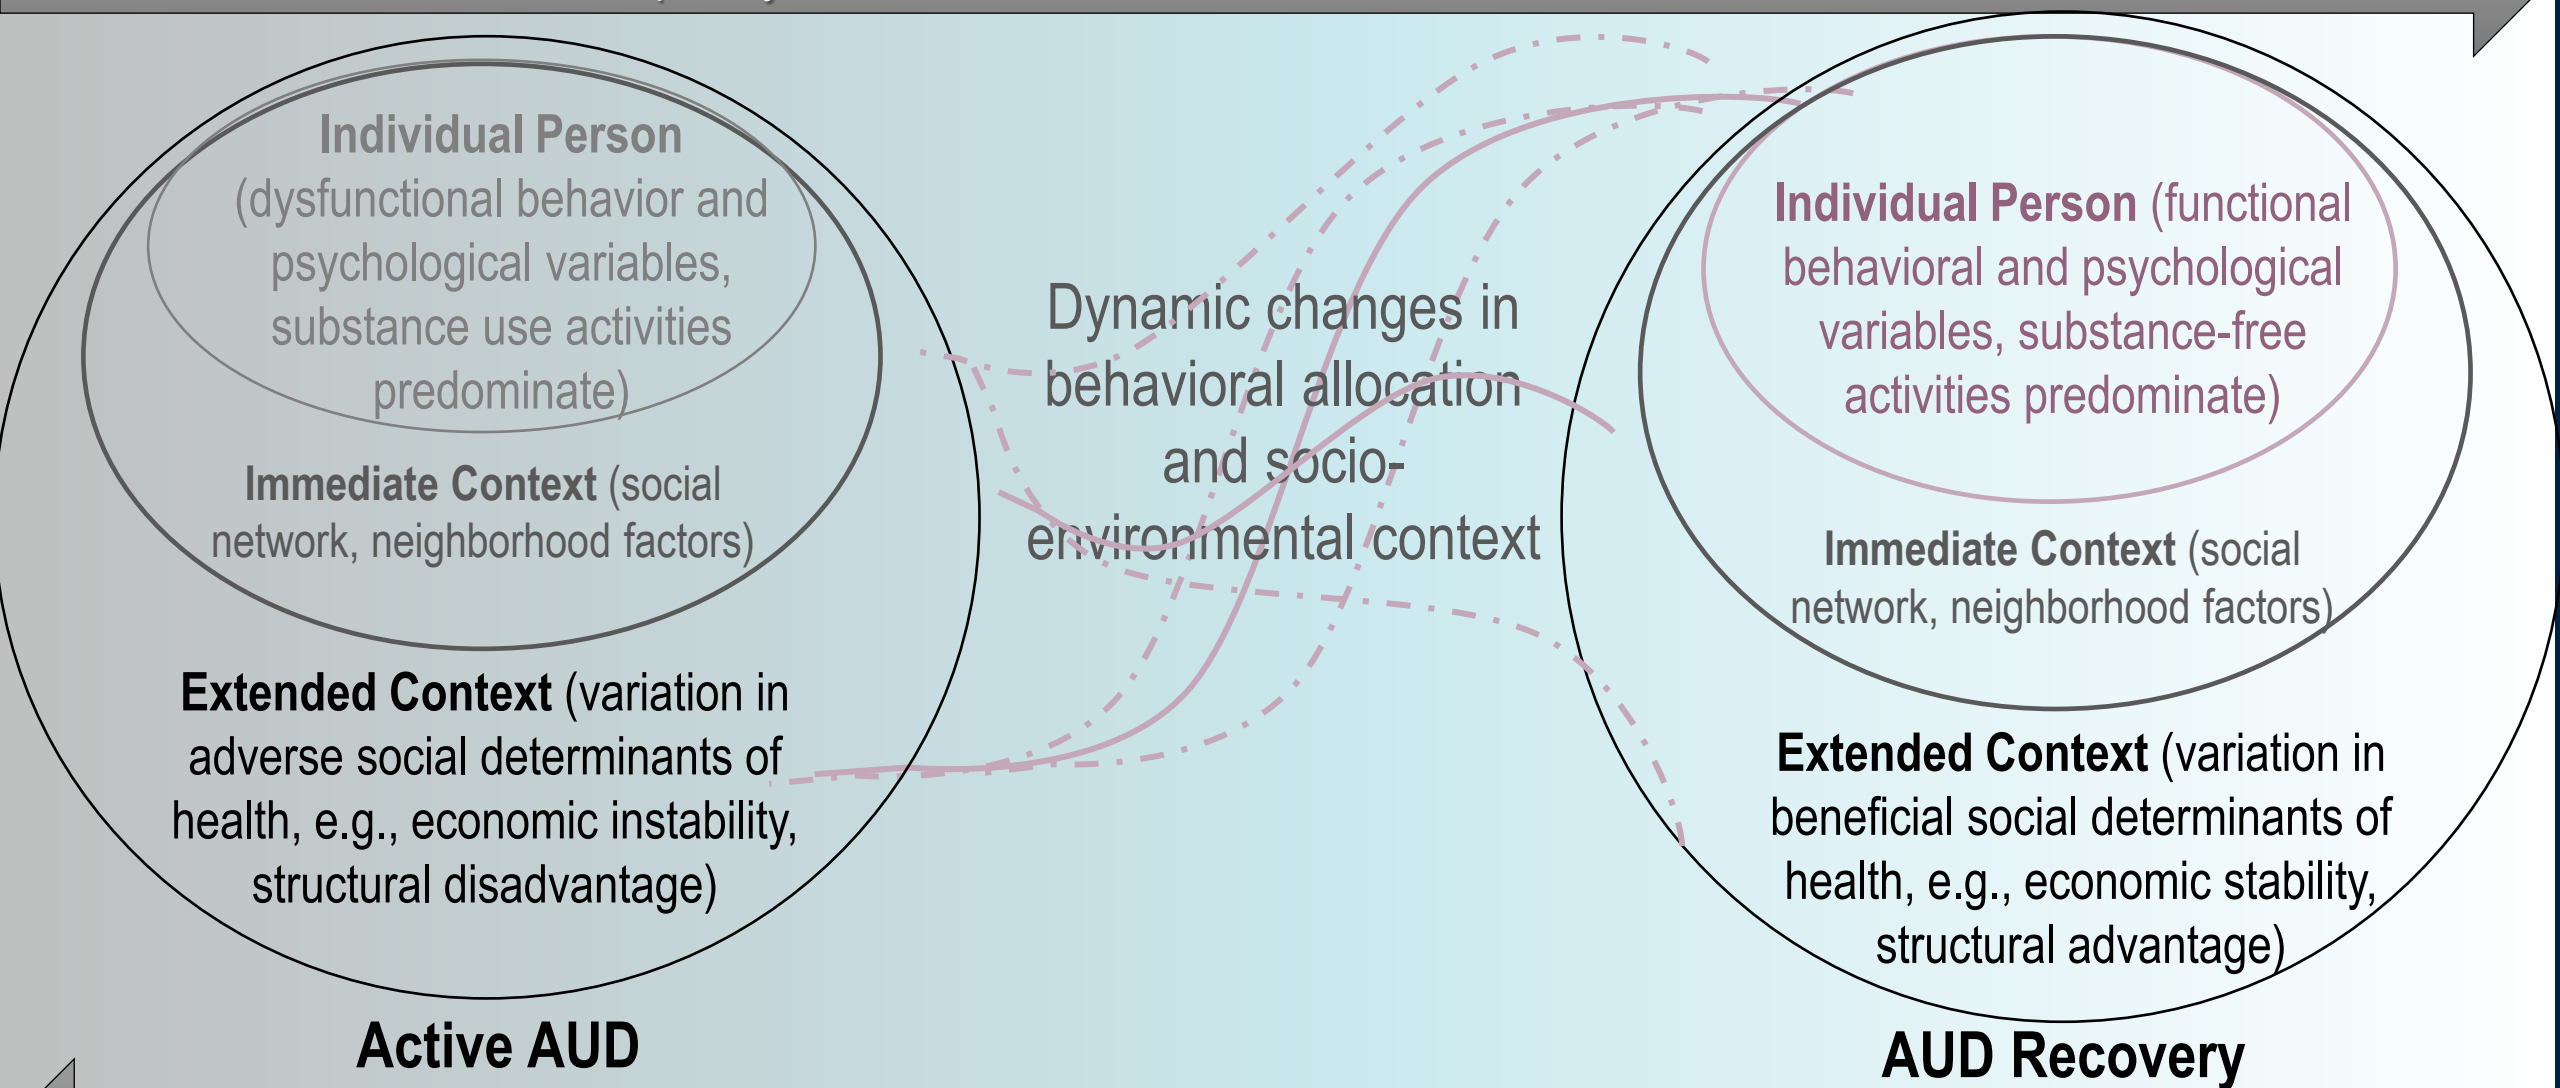 Individual Person
(dysfunctional behavior and
psychological variables,
substance use activities
predominate)
Immediate Context (social
network, neighborhood factors)
Extended Context (variation in
adverse social determinants of
health, e.g., economic instability,
structural disadvantage)
Active AUD
Dynamic changes in
behavioral allocation
and socio-
environmental context
Individual Person (functional
behavioral and psychological
variables, substance-free
activities predominate)
Immediate Context (social
network, neighborhood factors)
Extended Context (variation in
beneficial social determinants of
health, e.g., economic stability,
structural advantage)
AUD Recovery